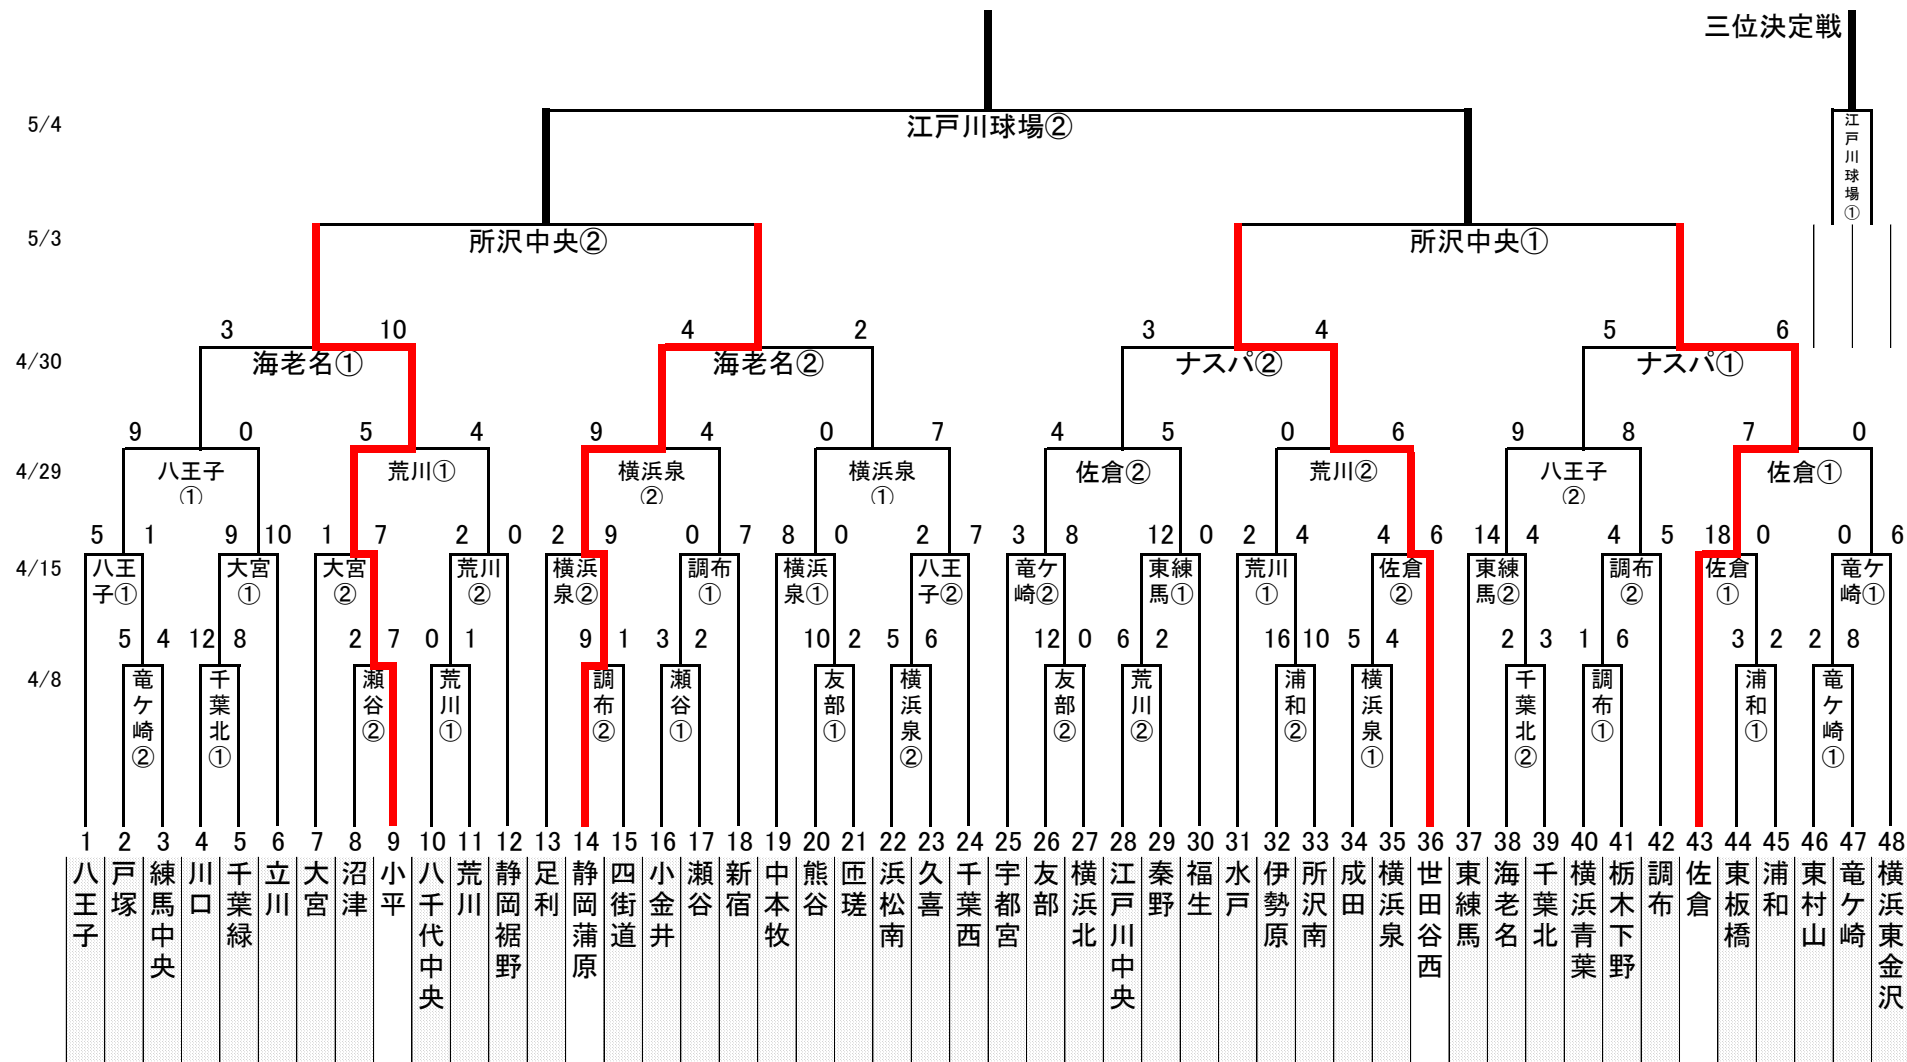 三位決定戦
5/4
江戸川球場②
江戸川球場①
5/3
所沢中央②
所沢中央①
3 10 4 2 3 4 5 6
4/30
海老名①
海老名②
ナスパ②
ナスパ①
9 0 5 4 9 4 0 7 4 5 0 6 9 8 7 0
4/29
八王子①
荒川①
横浜泉②
横浜泉①
佐倉②
荒川②
八王子②
佐倉①
5 1 9 10 1 7 2 0 2 9 0 7 8 0 2 7 3 8 12 0 2 4 4 6 14 4 4 5 18 0 0 6
4/15
八王子①
大宮①
大宮②
荒川②
横浜泉②
調布①
横浜泉①
八王子②
竜ケ崎②
東練馬①
荒川①
佐倉②
東練馬②
調布②
佐倉①
竜ケ崎①
5 4 12 8 2 7 0 1 9 1 3 2 10 2 5 6 12 0 6 2 16 10 5 4 2 3 1 6 3 2 2 8
4/8
竜ケ崎②
千葉北①
瀬谷②
荒川①
調布②
瀬谷①
友部①
横浜泉②
友部②
荒川②
浦和②
横浜泉①
千葉北②
調布①
浦和①
竜ケ崎①
1 2 3 4 5 6 7 8 9 10 11 12 13 14 15 16 17 18 19 20 21 22 23 24 25 26 27 28 29 30 31 32 33 34 35 36 37 38 39 40 41 42 43 44 45 46 47 48
八王子
戸塚
練馬中央
川口
千葉緑
立川
大宮
沼津
小平
八千代中央
荒川
静岡裾野
足利
静岡蒲原
四街道
小金井
瀬谷
新宿
中本牧
熊谷
匝瑳
浜松南
久喜
千葉西
宇都宮
友部
横浜北
江戸川中央
秦野
福生
水戸
伊勢原
所沢南
成田
横浜泉
世田谷西
東練馬
海老名
千葉北
横浜青葉
栃木下野
調布
佐倉
東板橋
浦和
東村山
竜ケ崎
横浜東金沢